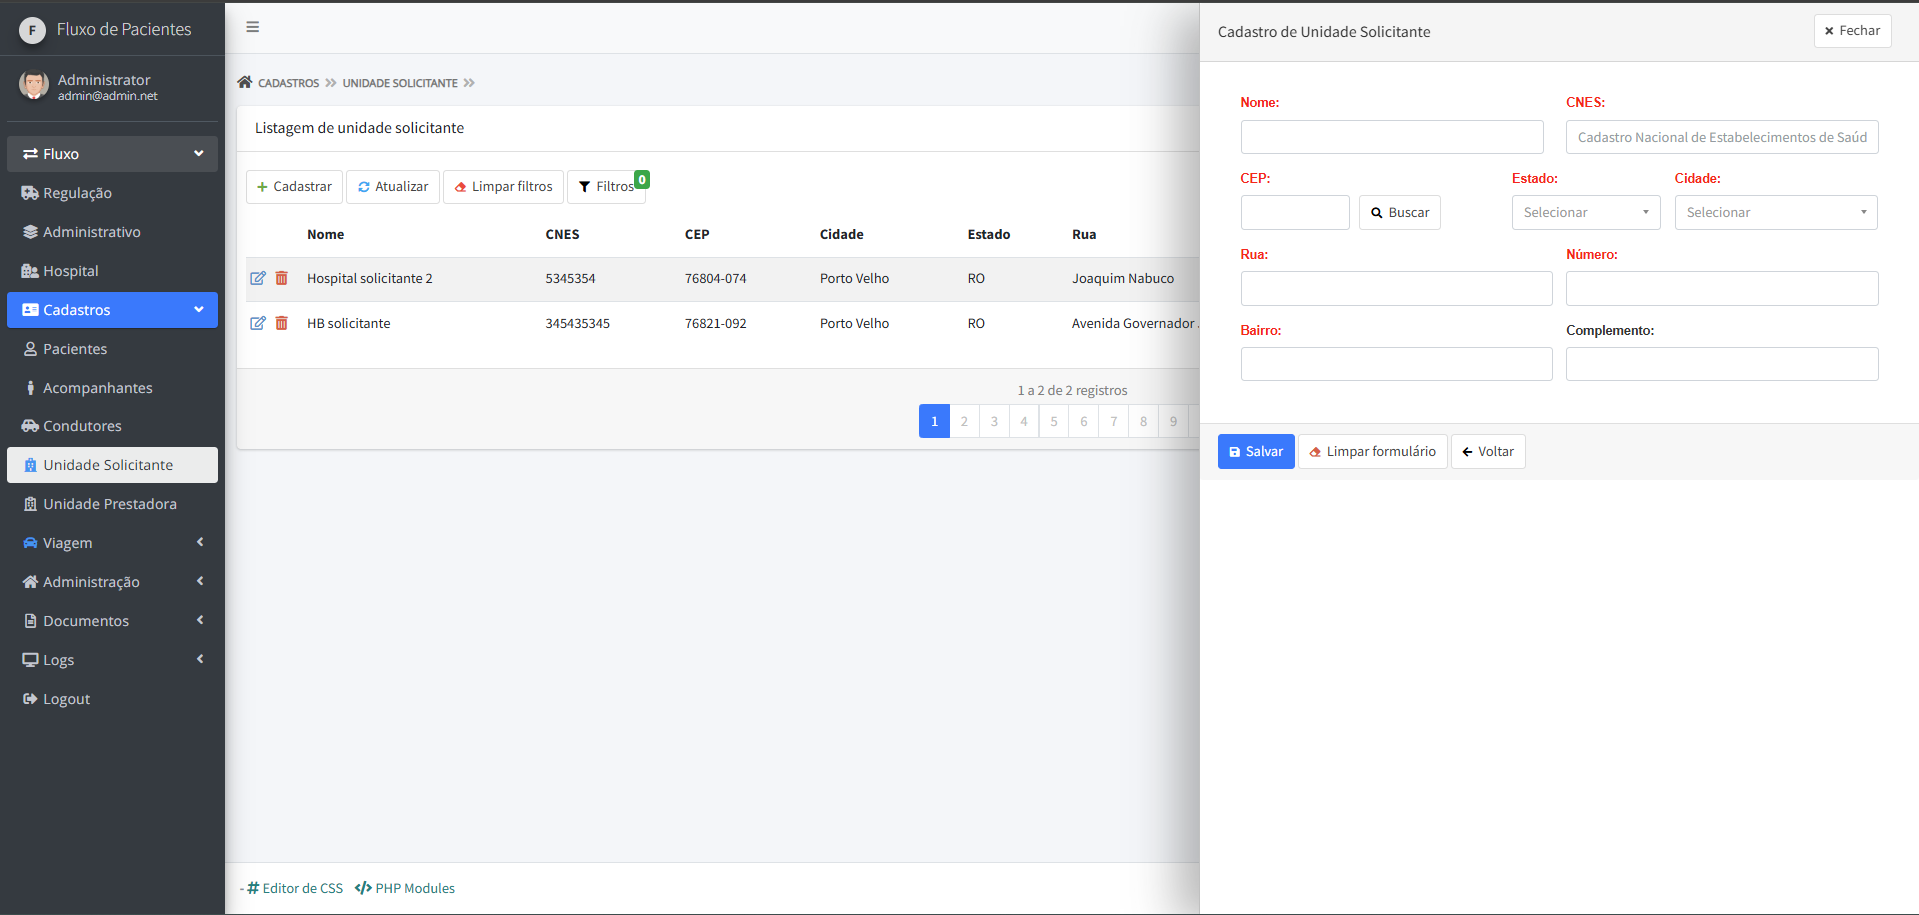 F Fluxo de Pacientes
Administrator
admin@admin.net
Fluxo
Regulação
Administrativo
Hospital
Cadastros
Pacientes
Acompanhantes
Condutores
Unidade Solicitante
Unidade Prestadora
Viagem
Administração
Documentos
Logs
Logout
CADASTROS UNIDADE SOLICITANTE
Listagem de unidade solicitante
Cadastrar Atualizar Limpar filtros Filtros 0
Nome CNES CEP Cidade Estado Rua
Hospital solicitante 2 5345354 76804-074 Porto Velho RO Joaquim Nabuco
HB solicitante 345435345 76821-092 Porto Velho RO Avenida Governador
1 a 2 de 2 registros
1 2 3 4 5 6 7 8 9
- # Editor de CSS </> PHP Modules
Cadastro de Unidade Solicitante
Fechar
Nome: CNES:
Cadastro Nacional de Estabelecimentos de Saúd
CEP: Estado: Cidade:
Buscar Selecionar Selecionar
Rua: Número:
Bairro: Complemento:
Salvar Limpar formulário Voltar